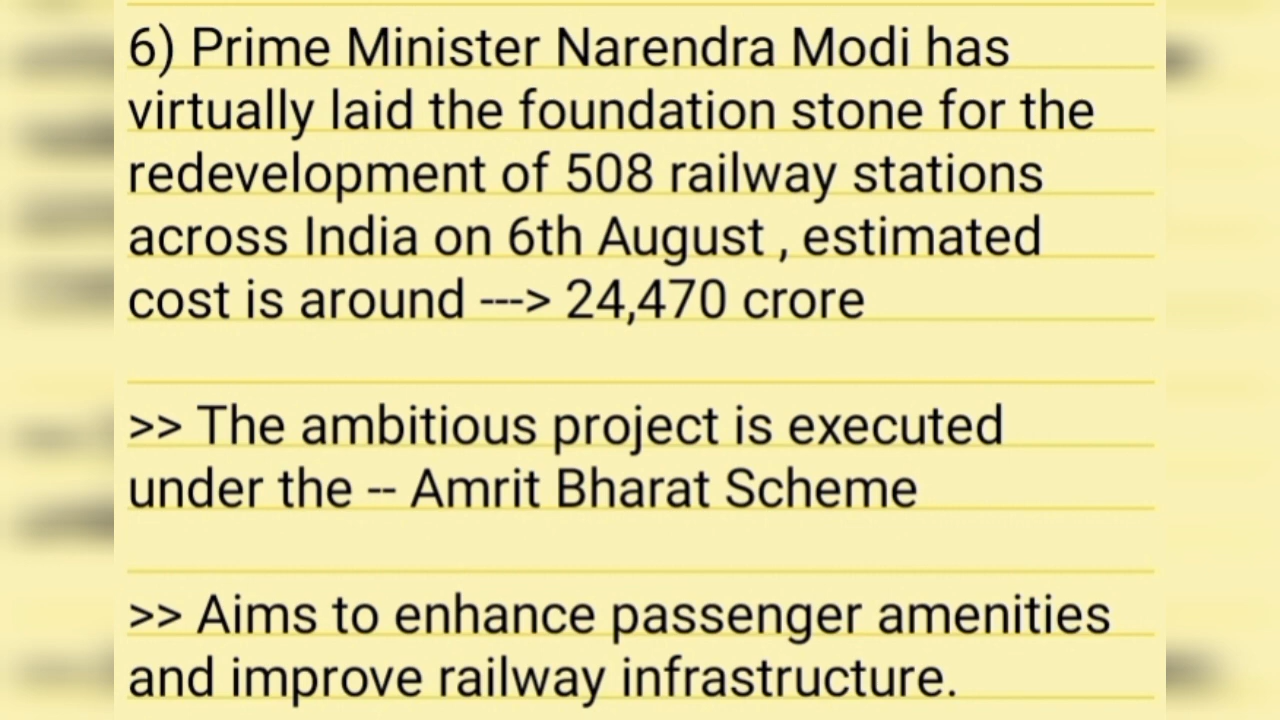 6) Prime Minister Narendra Modi has
virtually laid the foundation stone for the
redevelopment of 508 railway stations
across India on 6th August , estimated
cost is around ---> 24,470 crore
>> The ambitious project is executed
under the -- Amrit Bharat Scheme
>> Aims to enhance passenger amenities
and improve railway infrastructure.